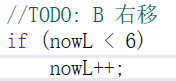 //TODO: B 右移
if (nowL < 6)
nowL++;